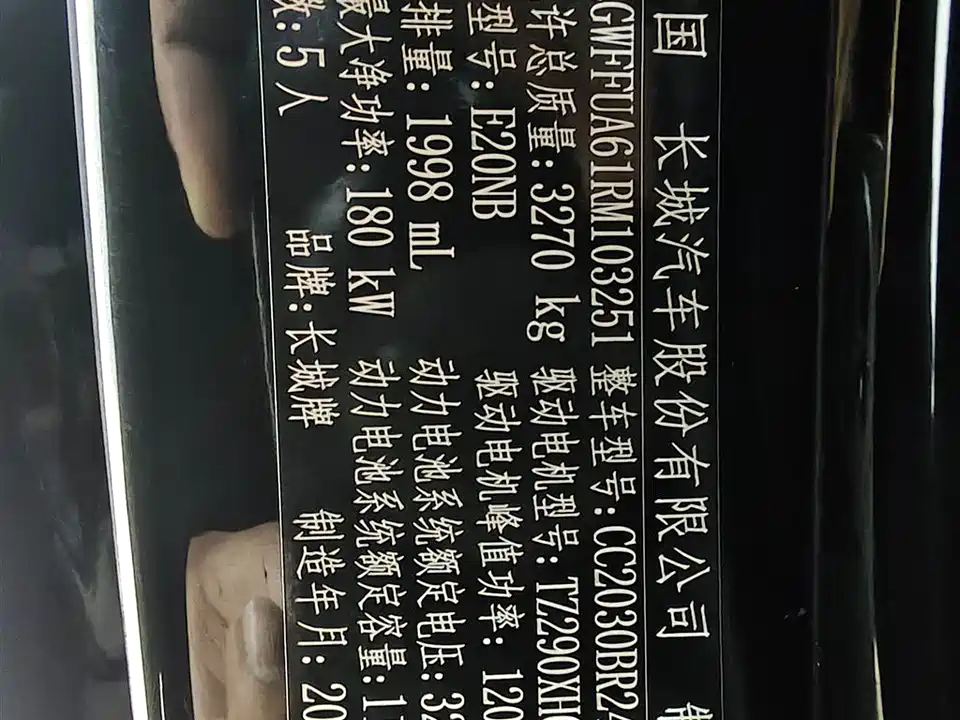 国 长城汽车股份有限公司 制
GWFFUA61RM103251 整车型号:CC2030BR24
许总质量:3270 kg 驱动电机型号:TZ290XH
型号:E20NB 驱动电机峰值功率: 120
排量:1998 mL 动力电池系统额定电压:32
最大净功率:180 kW 动力电池系统额定容量:11
数:5人 品牌:长城牌 制造年月:20